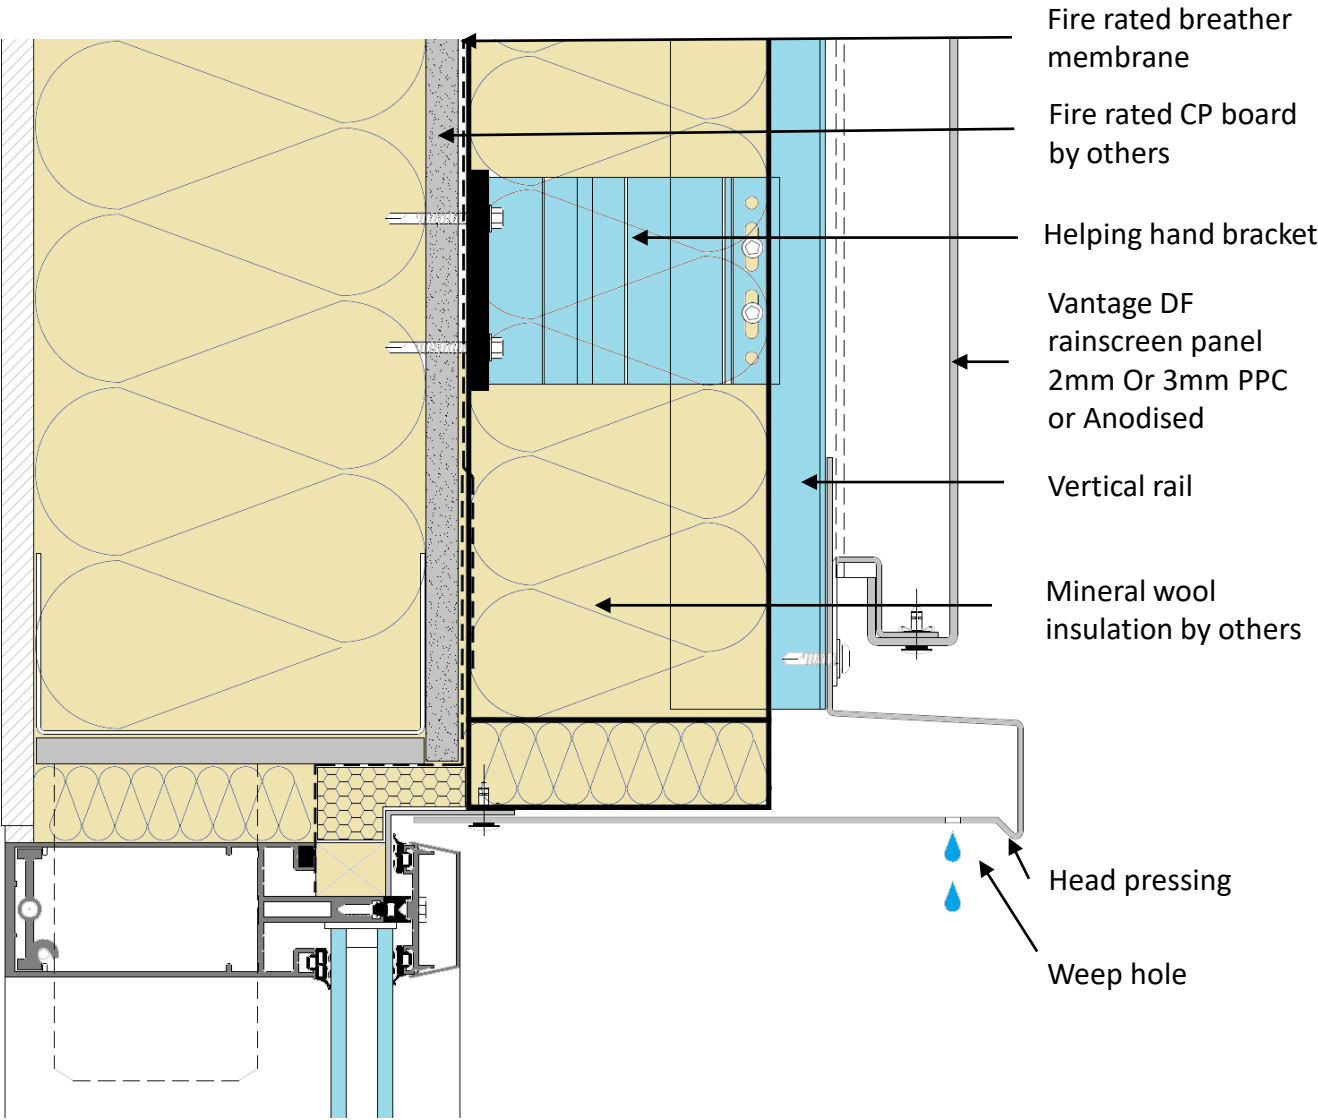 Fire rated breather
membrane
Fire rated CP board
by others
Helping hand bracket
Vantage DF
rainscreen panel
2mm Or 3mm PPC
or Anodised
Vertical rail
Mineral wool
insulation by others
Head pressing
Weep hole